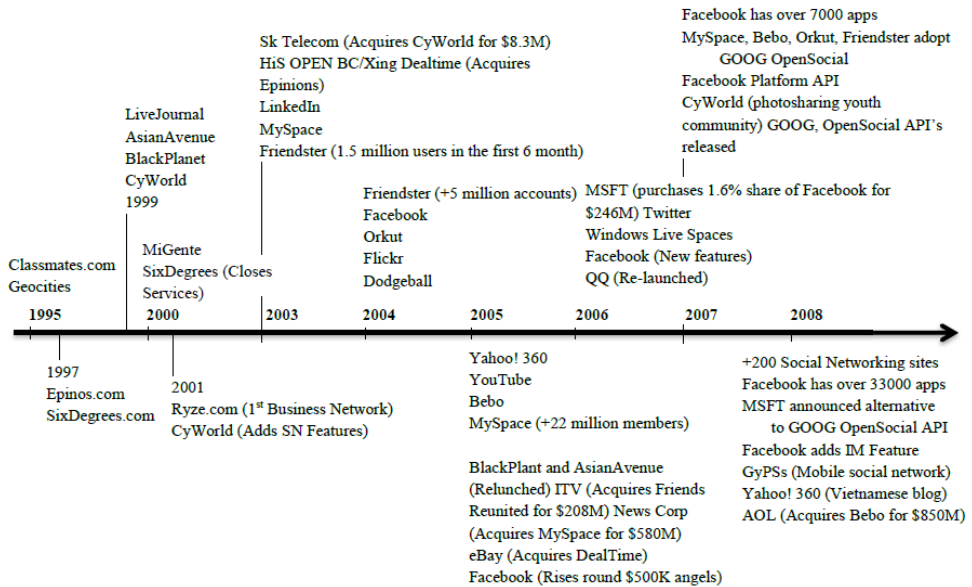 Facebook has over 7000 apps
MySpace, Bebo, Orkut, Friendster adopt
GOOG OpenSocial
Facebook Platform API
CyWorld (photosharing youth
community) GOOG, OpenSocial API's
released
Sk Telecom (Acquires CyWorld for $8.3M)
HiS OPEN BC/Xing Dealtime (Acquires
Epinions)
LinkedIn
MySpace
Friendster (1.5 million users in the first 6 month)
LiveJournal
AsianAvenue
BlackPlanet
CyWorld
1999
Friendster (+5 million accounts)
Facebook
Orkut
Flickr
Dodgeball
MSFT (purchases 1.6% share of Facebook for
$246M) Twitter
Windows Live Spaces
Facebook (New features)
QQ (Re-launched)
Classmates.com
Geocities
MiGente
SixDegrees (Closes
Services)
1995 2000 2003 2004 2005 2006 2007 2008
1997
Epinos.com
SixDegrees.com
2001
Ryze.com (1st Business Network)
CyWorld (Adds SN Features)
Yahoo! 360
YouTube
Bebo
MySpace (+22 million members)
BlackPlant and AsianAvenue
(Relunched) ITV (Acquires Friends
Reunited for $208M) News Corp
(Acquires MySpace for $580M)
eBay (Acquires DealTime)
Facebook (Rises round $500K angels)
+200 Social Networking sites
Facebook has over 33000 apps
MSFT announced alternative
to GOOG OpenSocial API
Facebook adds IM Feature
GyPSs (Mobile social network)
Yahoo! 360 (Vietnamese blog)
AOL (Acquires Bebo for $850M)